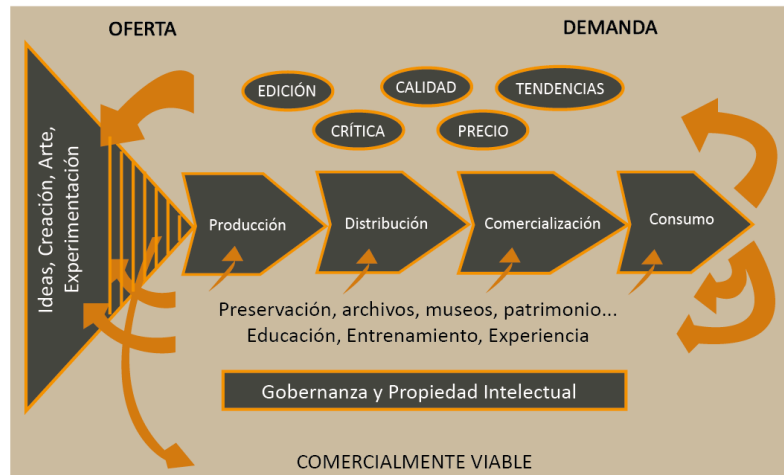 OFERTA
DEMANDA
EDICIÓN
CALIDAD
TENDENCIAS
CRÍTICA
PRECIO
Ideas, Creación, Arte,
Experimentación
Producción
Distribución
Comercialización
Consumo
Preservación, archivos, museos, patrimonio...
Educación, Entrenamiento, Experiencia
Gobernanza y Propiedad Intelectual
COMERCIALMENTE VIABLE